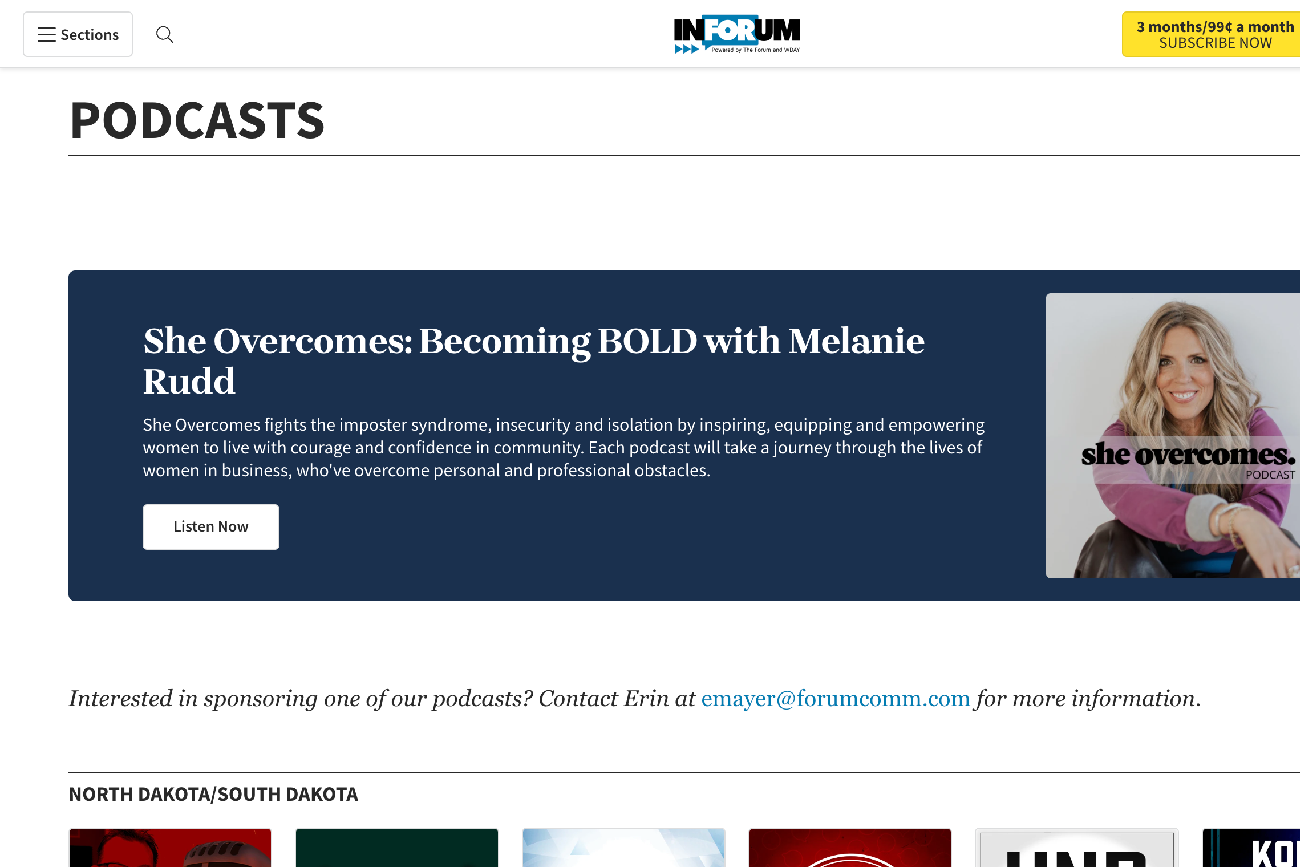 Sections
INFORUM
Powered by The Forum and WDAY
3 months/99¢ a month
SUBSCRIBE NOW
PODCASTS
She Overcomes: Becoming BOLD with Melanie
Rudd
She Overcomes fights the imposter syndrome, insecurity and isolation by inspiring, equipping and empowering
women to live with courage and confidence in community. Each podcast will take a journey through the lives of
women in business, who've overcome personal and professional obstacles.
Listen Now
she overcomes.
PODCAST
Interested in sponsoring one of our podcasts? Contact Erin at emayer@forumcomm.com for more information.
NORTH DAKOTA/SOUTH DAKOTA